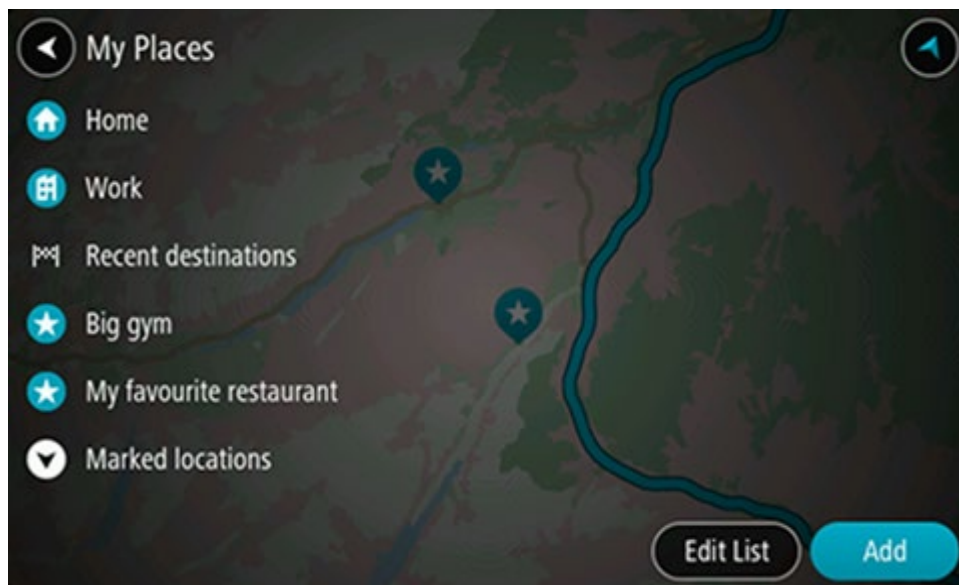 My Places
Home
Work
Recent destinations
Big gym
My favourite restaurant
Marked locations
Edit List
Add